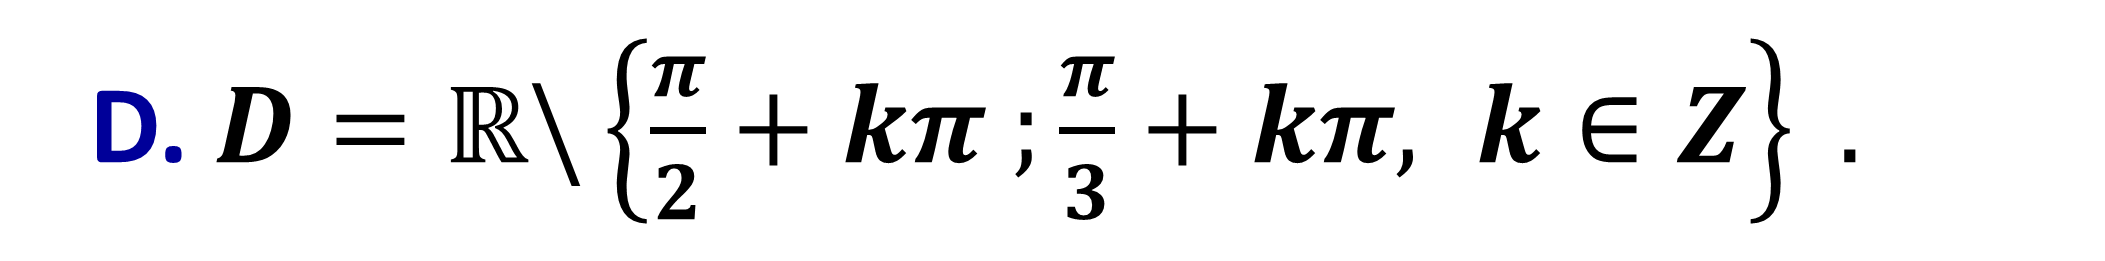 D. D = ℝ\{π/2 + kπ ; π/3 + kπ, k ∈ Z} .